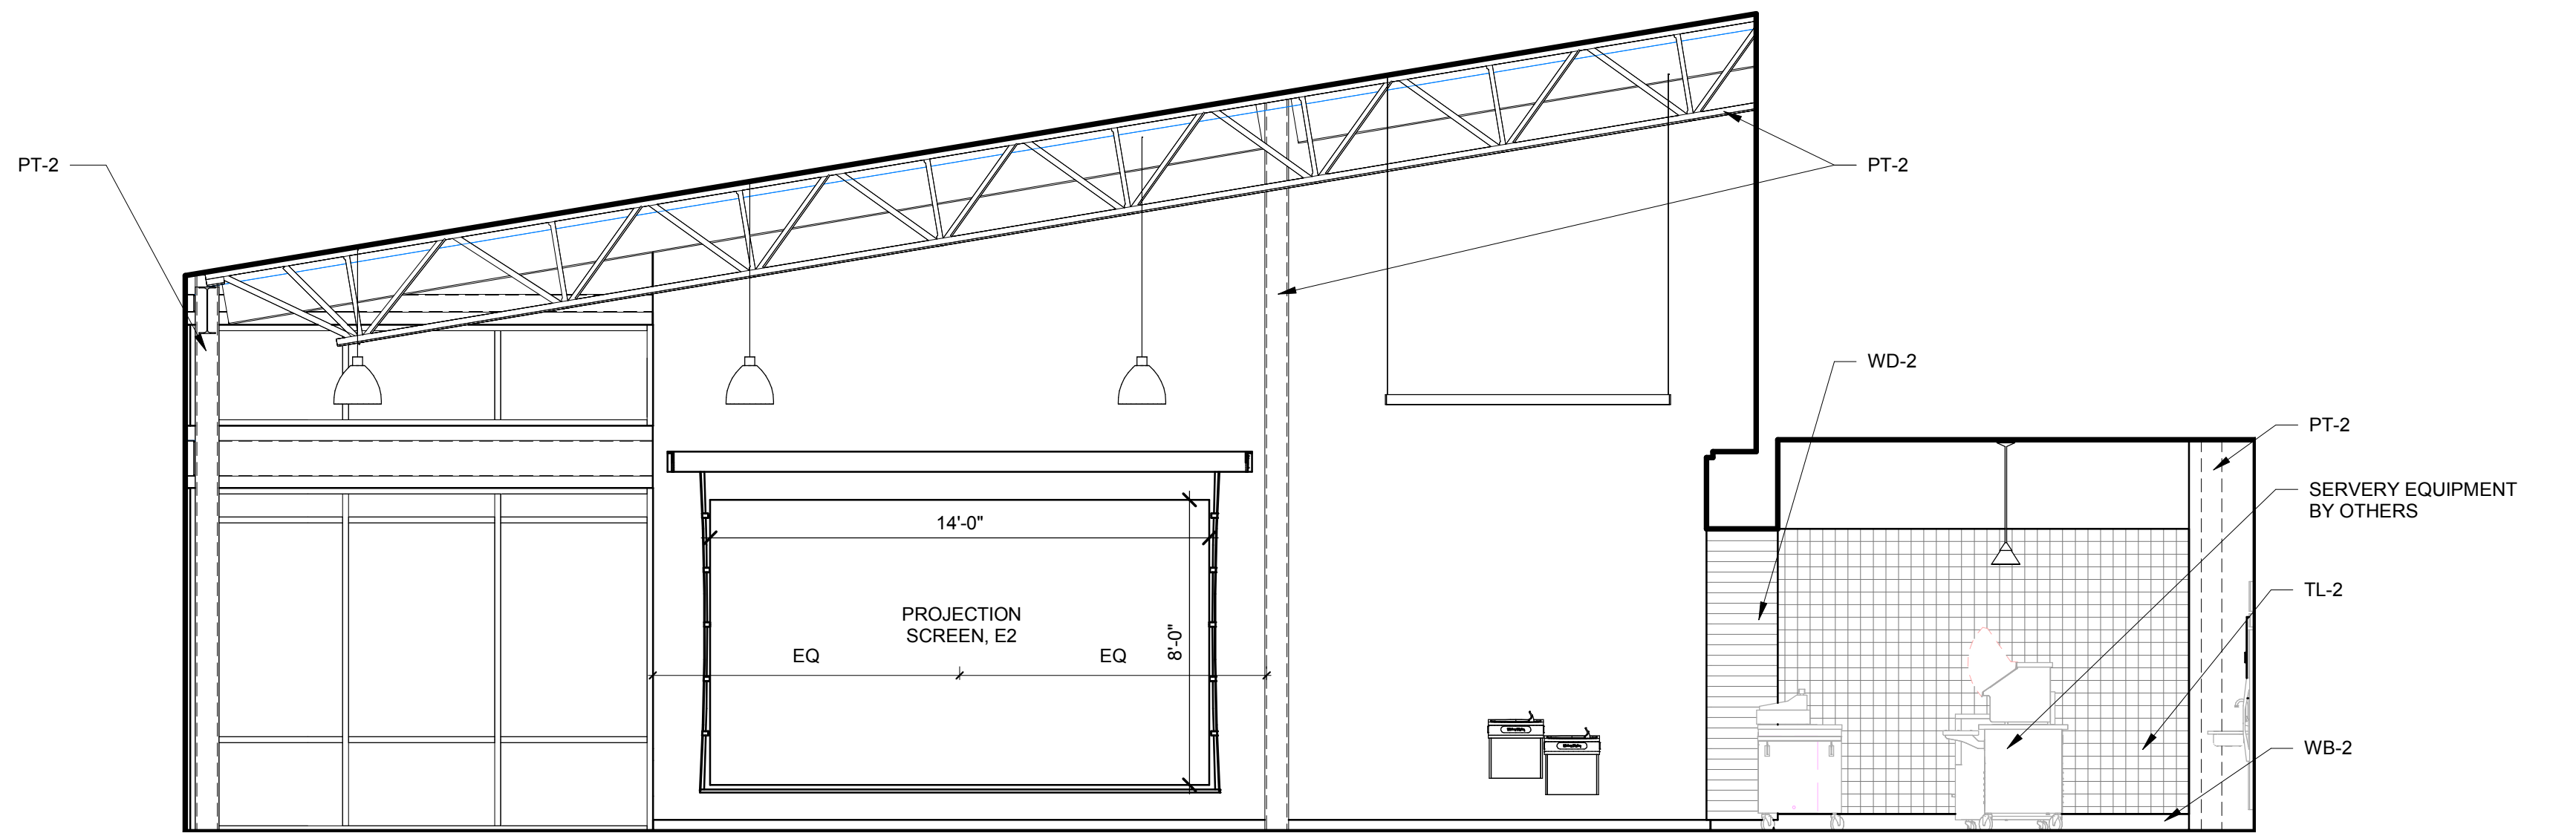 PT-2
PT-2
WD-2
PT-2
SERVERY EQUIPMENT
BY OTHERS
14'-0"
TL-2
PROJECTION
SCREEN, E2
8'-0"
EQ
EQ
WB-2